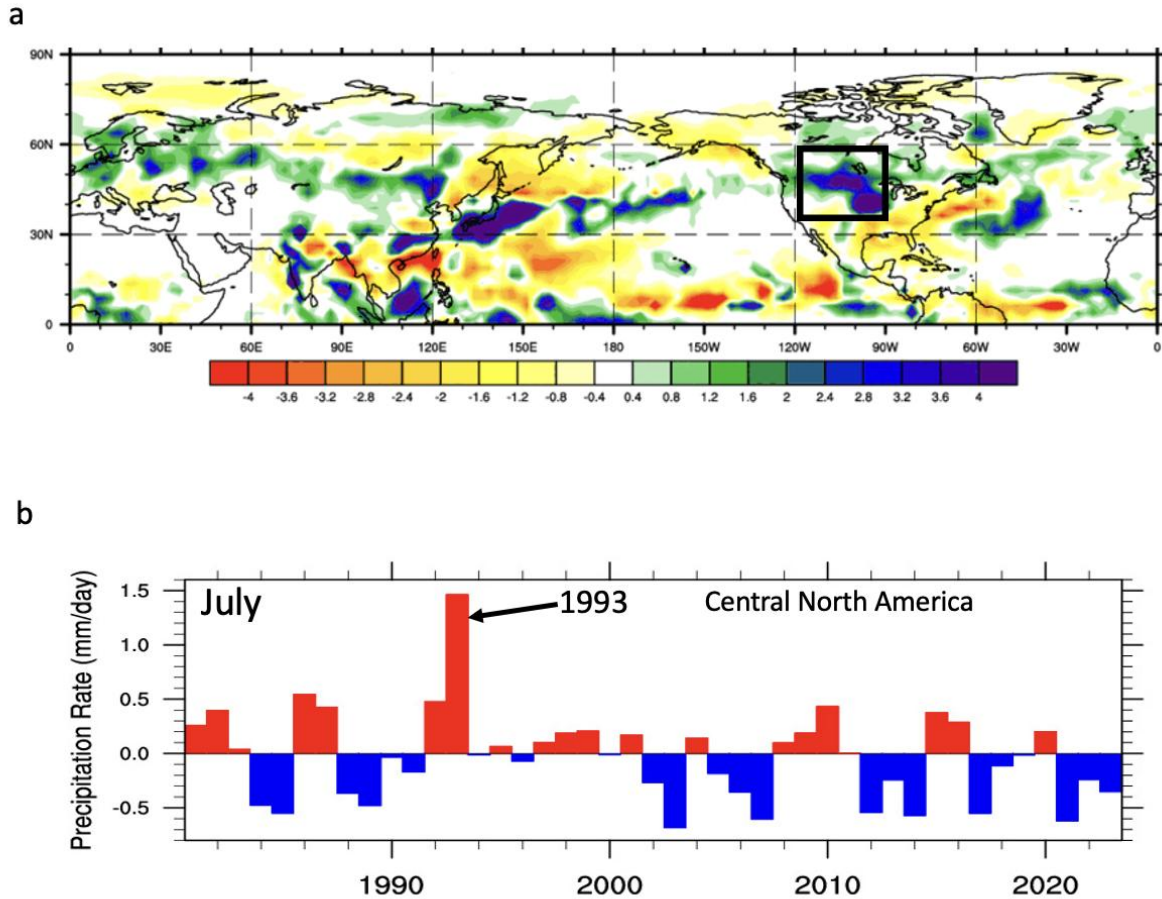 a
90N
60N
30N
0
0 30E 60E 90E 120E 150E 180 150W 120W 90W 60W 30W 0
-4 -3.6 -3.2 -2.8 -2.4 -2 -1.6 -1.2 -0.8 -0.4 0.4 0.8 1.2 1.6 2 2.4 2.8 3.2 3.6 4
b
Precipitation Rate (mm/day)
July 1993 Central North America
1.5
1.0
0.5
0.0
-0.5
1990 2000 2010 2020